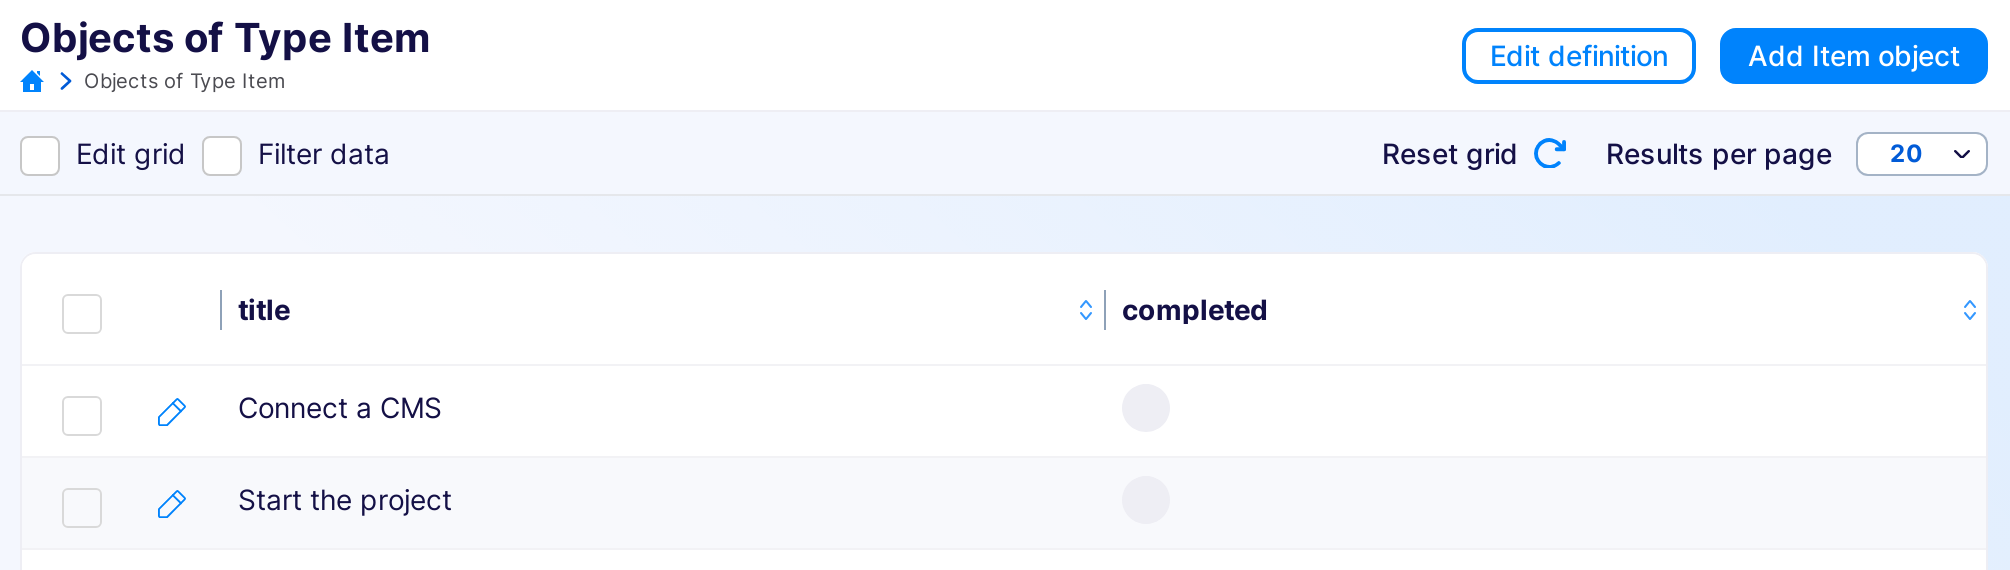 Objects of Type Item
Objects of Type Item
Edit definition
Add Item object
Edit grid
Filter data
Reset grid
Results per page
20
title
completed
Connect a CMS
Start the project